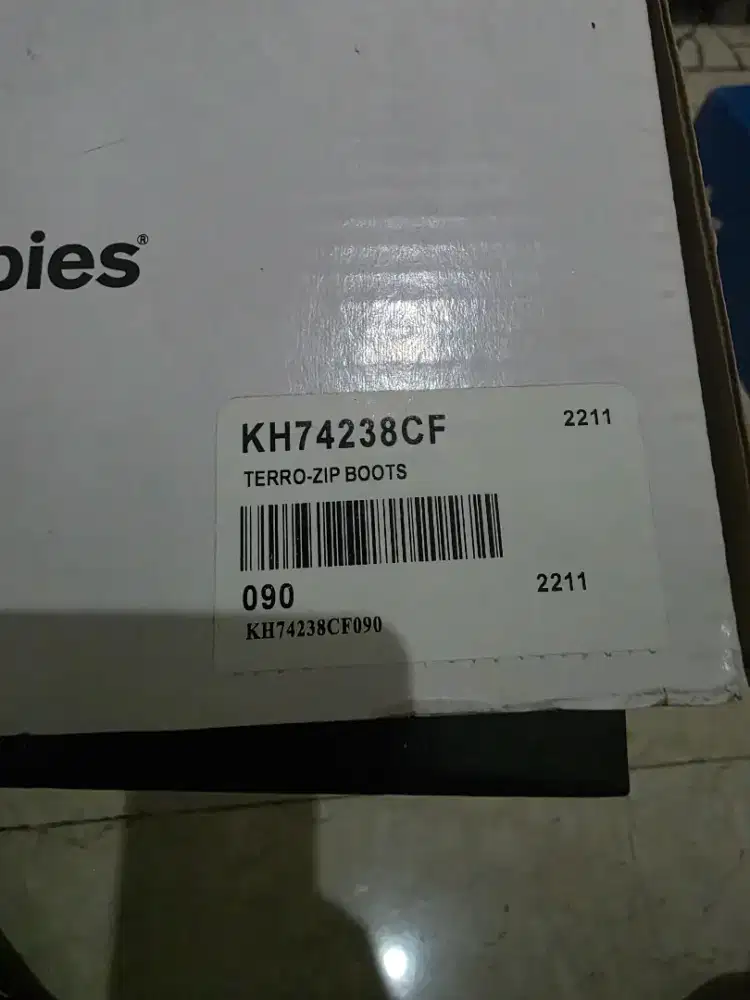 pies®
KH74238CF 2211
TERRO-ZIP BOOTS
090 2211
KH74238CF090